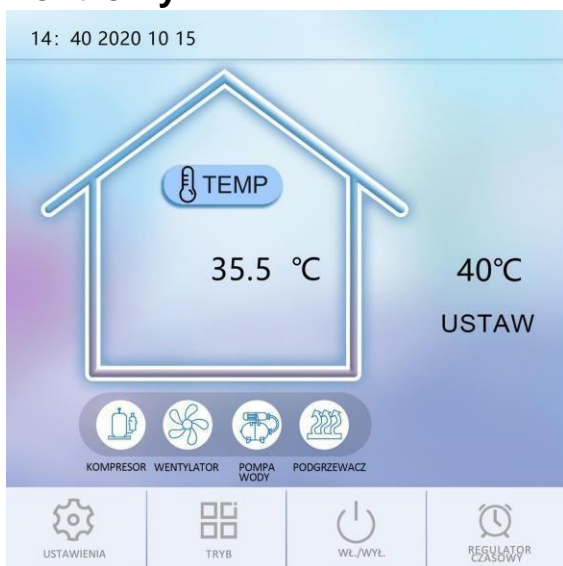 14: 40 2020 10 15
TEMP
35.5 °C
40°C
USTAW
KOMPRESOR WENTYLATOR POMPA WODY PODGRZEWACZ
USTAWIENIA TRYB WŁ./WYŁ. REGULATOR CZASOWY